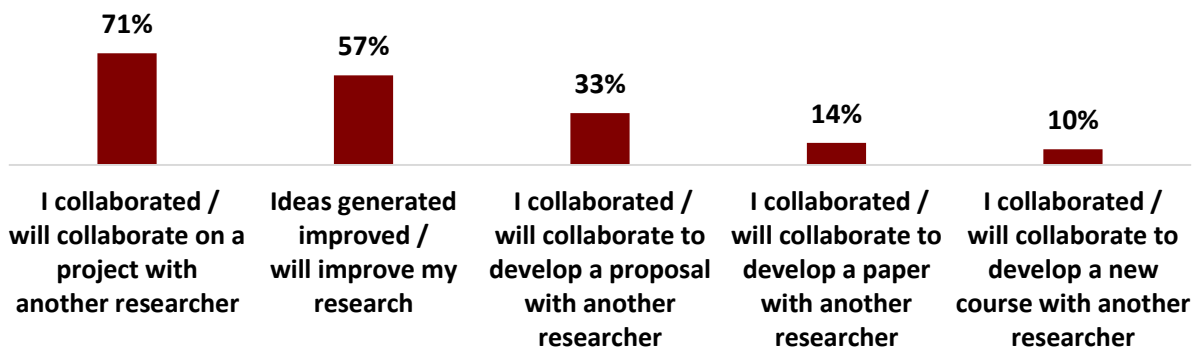 71%
57%
33%
14%
10%
I collaborated /
will collaborate on a
project with
another researcher
Ideas generated
improved /
will improve my
research
I collaborated /
will collaborate to
develop a proposal
with another
researcher
I collaborated /
will collaborate to
develop a paper
with another
researcher
I collaborated /
will collaborate to
develop a new
course with another
researcher